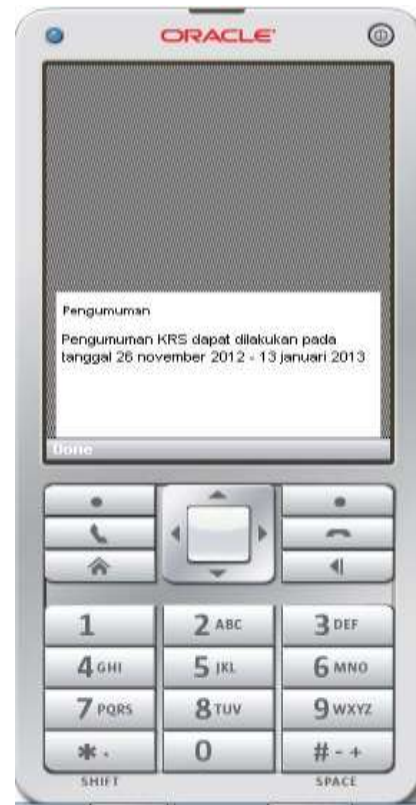 ORACLE
Pengumuman
Pengumuman KRS dapat dilakukan pada
tanggal 26 november 2012 - 13 januari 2013
Done
1
2 ABC
3 DEF
4 GHI
5 JKL
6 MNO
7 PQRS
8 TUV
9 WXYZ
* .
0
# - +
SHIFT
SPACE